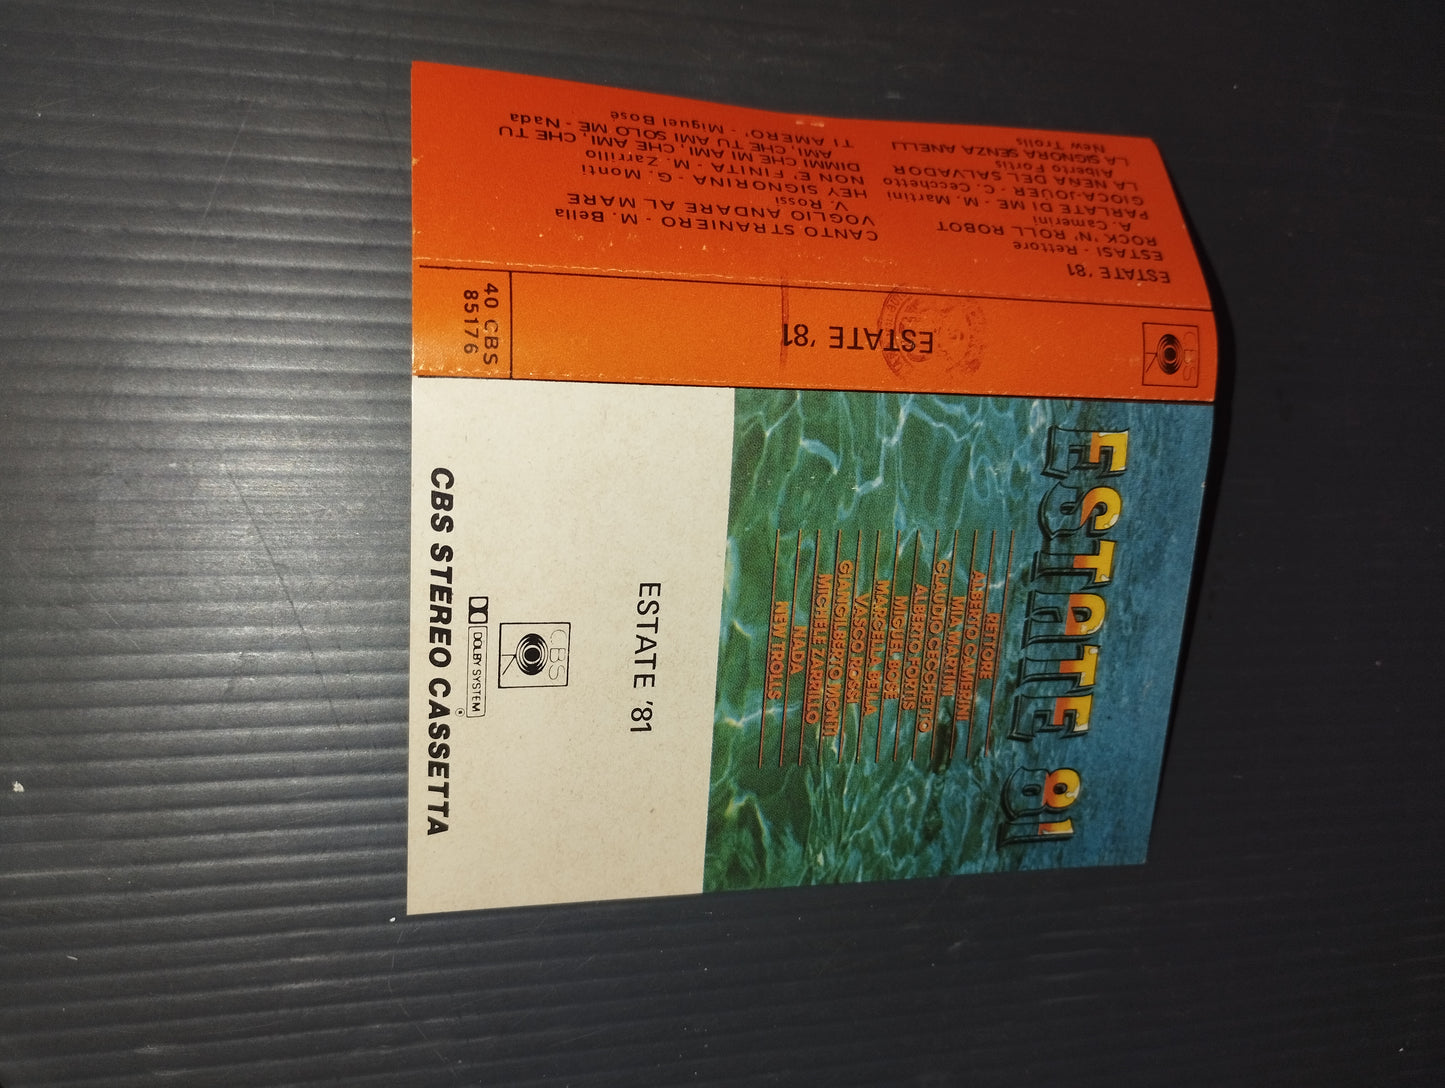 ESTATE 81
RETTORE
ALBERTO CAMERINI
MIA MARTINI
CLAUDIO CECCHETTO
ALBERTO FORTIS
MIGUEL BOSÈ
MARCELLA BELLA
VASCO ROSSI
GIANGILBERTO MONTI
MICHELE ZARRILLO
NADA
NEW TROLLS
ESTATE '81
CBS
DOLBY SYSTEM
CBS STEREO CASSETTA
CBS
ESTATE '81
40 CBS
85176
ESTATE '81
ESTASI - Rettore
ROCK 'N' ROLL ROBOT
A. Camerini
PARLATE DI ME - M. Martini
GIOCA-JOUER - C. Cecchetto
LA NENA DEL SALVADOR
Alberto Fortis
LA SIGNORA SENZA ANELLI
New Trolls
CANTO STRANIERO - M. Bella
VOGLIO ANDARE AL MARE
V. Rossi
HEY SIGNORINA - G. Monti
NON E' FINITA - M. Zarrillo
DIMMI CHE MI AMI, CHE AMI, CHE TU
AMI, CHE TU AMI SOLO ME - Nada
TI AMERO' - Miguel Bosé